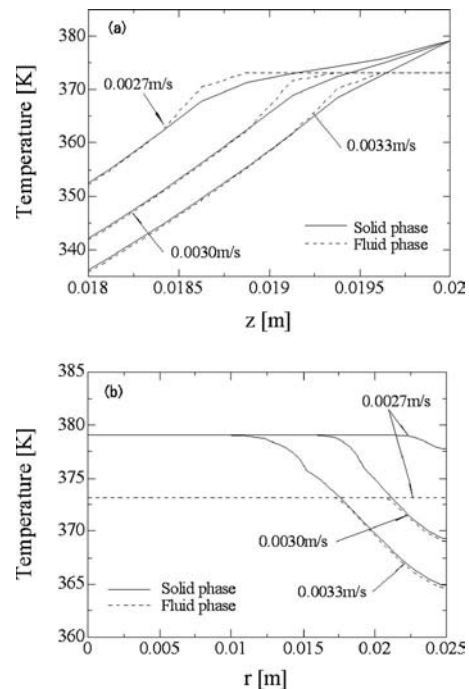 (a)
380
370
360
350
340
Temperature [K]
0.0027m/s
0.0033m/s
0.0030m/s
Solid phase
Fluid phase
0.018
0.0185
0.019
0.0195
0.02
z [m]
(b)
385
380
375
370
365
360
Temperature [K]
0.0027m/s
0.0030m/s
0.0033m/s
Solid phase
Fluid phase
0
0.005
0.01
0.015
0.02
0.025
r [m]